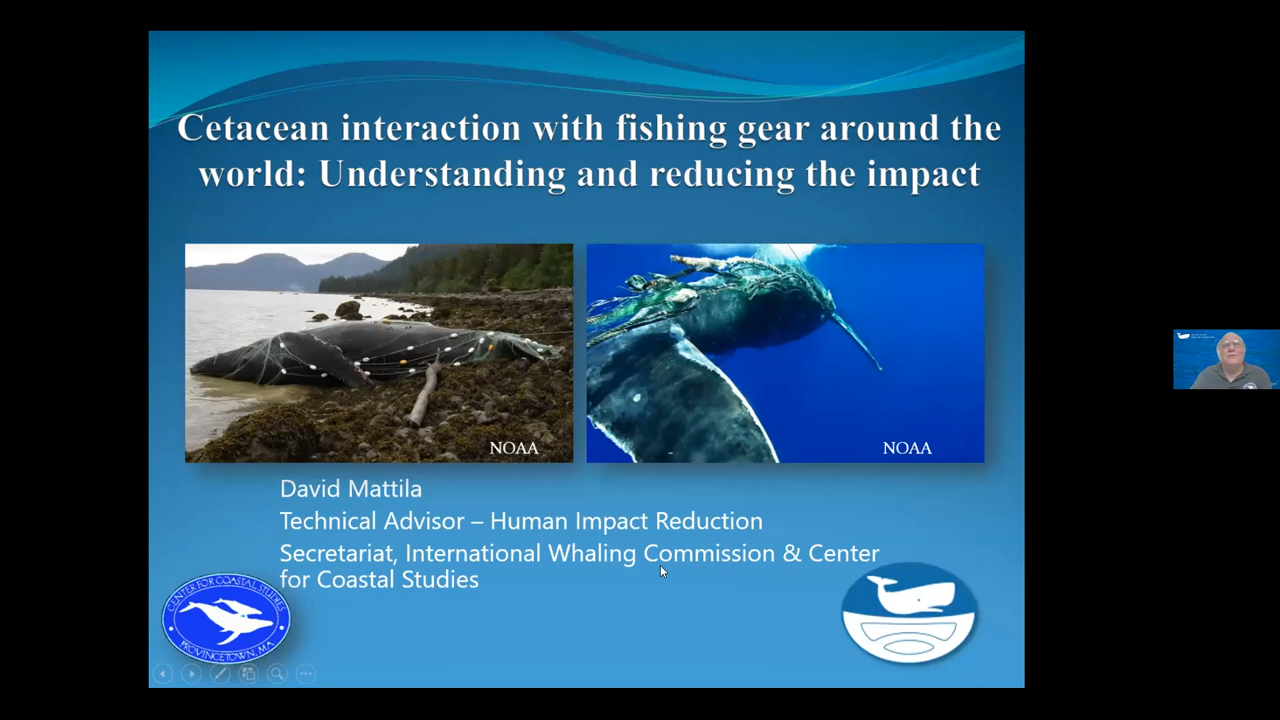 Cetacean interaction with fishing gear around the
world: Understanding and reducing the impact
NOAA
NOAA
David Mattila
Technical Advisor – Human Impact Reduction
Secretariat, International Whaling Commission & Center
for Coastal Studies
CENTER FOR COASTAL STUDIES
PROVINCETOWN, MA